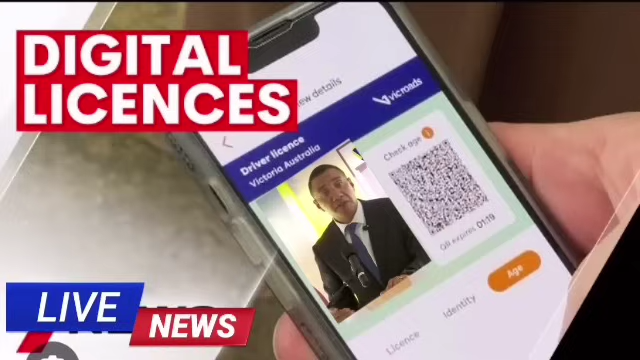 DIGITAL
LICENCES
view details
vicroads
Driver licence
Victoria Australia
Check age
QR expires 01:19
Licence
Identity
Age
LIVE
NEWS